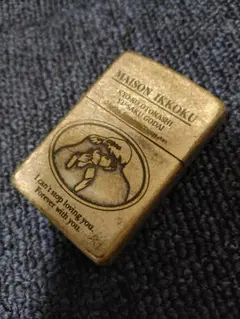 MAISON IKKOKU
KYOKO OTONASHI
YUSAKU GODAI
I can't stop loving you.
Forever with you.